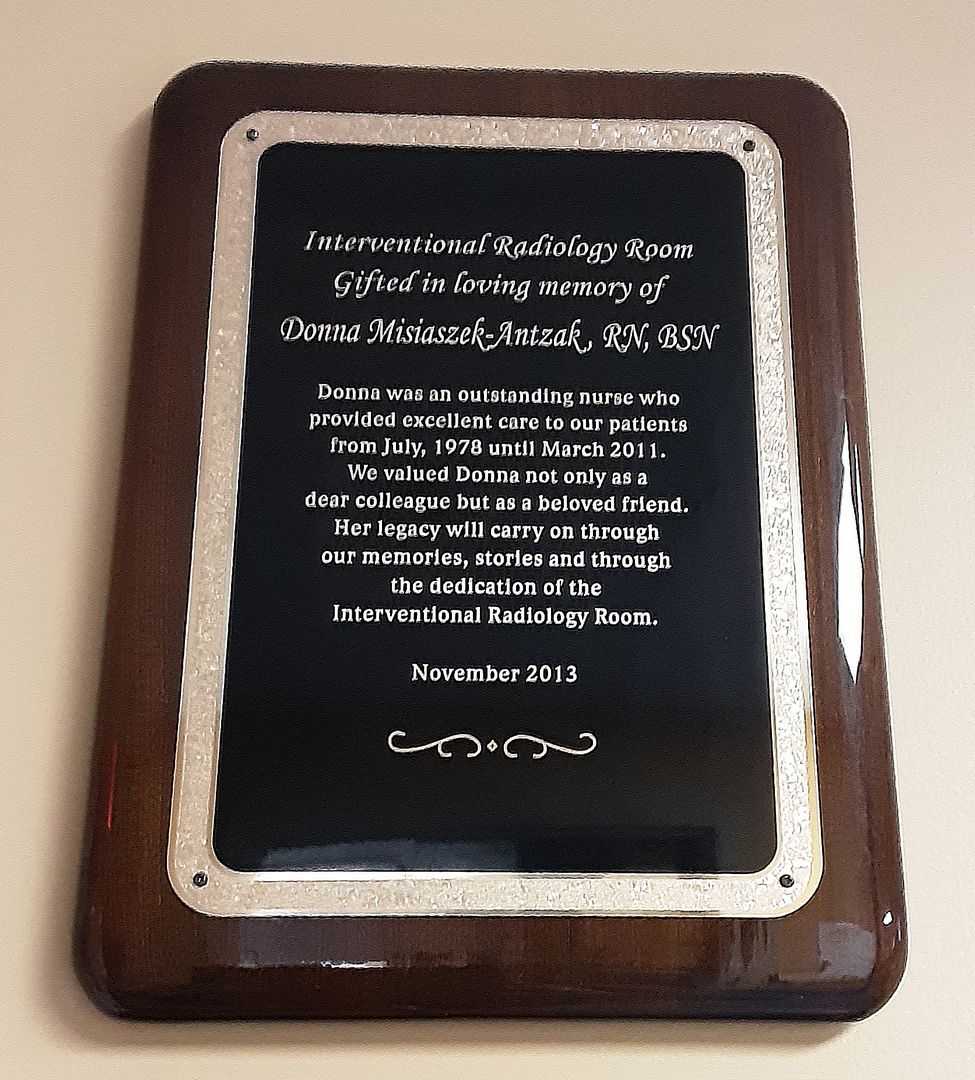 Interventional Radiology Room
Gifted in loving memory of
Donna Misiaszek-Antzak, RN, BSN
Donna was an outstanding nurse who
provided excellent care to our patients
from July, 1978 until March 2011.
We valued Donna not only as a
dear colleague but as a beloved friend.
Her legacy will carry on through
our memories, stories and through
the dedication of the
Interventional Radiology Room.
November 2013